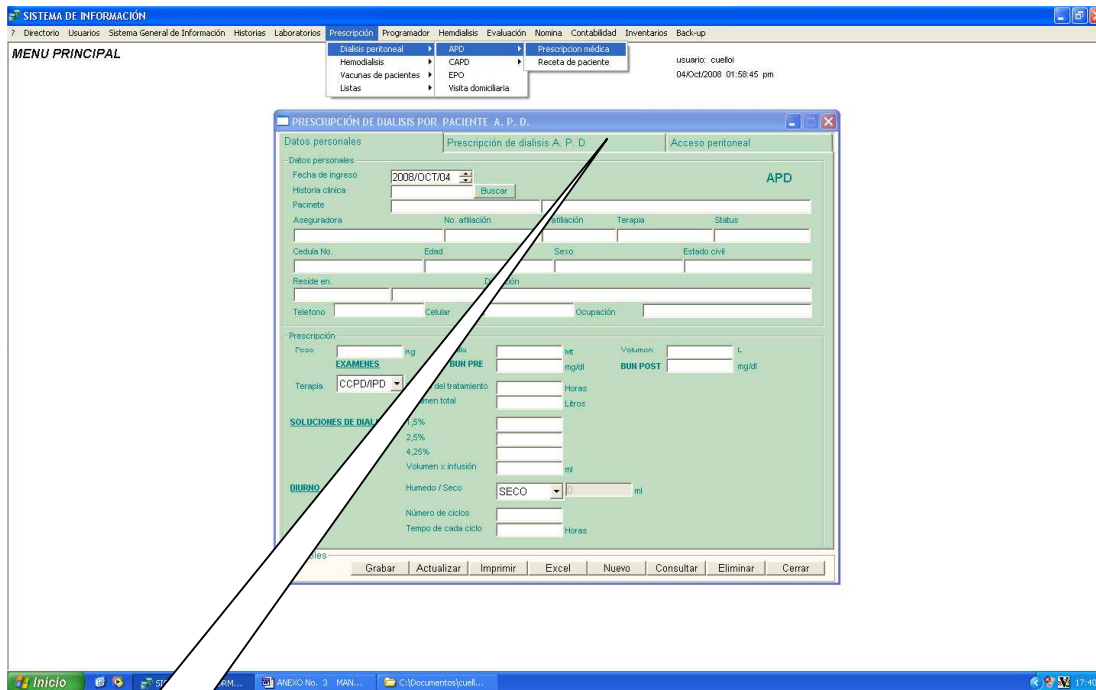 SISTEMA DE INFORMACIÓN
? Directorio Usuarios Sistema General de Información Historias Laboratorios Prescripción Programador Hemdialisis Evaluación Nomina Contabilidad Inventarios Back-up
MENU PRINCIPAL
Dialisis peritoneal APD Prescripcion médica
Hemodialisis CAPD Receta de paciente
Vacunas de pacientes EPO
Listas Visita domiciliaria
usuario: cuelloi
04/Oct/2008 01:58:45 pm
PRESCRIPCIÓN DE DIALISIS POR PACIENTE A. P. D.
Datos personales Prescripción de dialisis A. P. D Acceso peritoneal
Datos personales
Fecha de ingreso 2008/OCT/04 APD
Historia clinica Buscar
Pacinete
Aseguradora No. afiliación afiliación Terapia Status
Cedula No. Edad Sexo Estado civil
Reside en.
Telefono Celular Ocupación
Prescripción
Peso Kg Mt Volumen L
EXAMENES BUN PRE mg/dl BUN POST mg/dl
Terapia CCPD/IPD del tratamiento Horas
total Litros
SOLUCIONES DE 1,5%
2,5%
4,25%
Volumen x infusión ml
DIURNO Humedo / Seco SECO 0 ml
Número de ciclos
Tempo de cada ciclo Horas
Grabar Actualizar Imprimir Excel Nuevo Consultar Eliminar Cerrar
Inicio ANEXO No. 3 MAN... C:\Documentos\cuell... 17:40